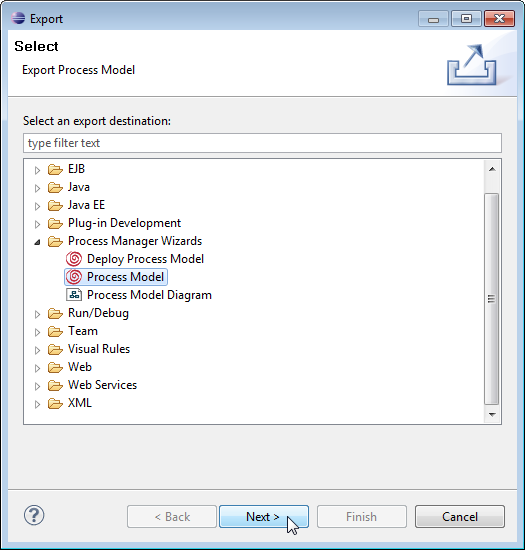 Export
Select
Export Process Model
Select an export destination:
type filter text
EJB
Java
Java EE
Plug-in Development
Process Manager Wizards
Deploy Process Model
Process Model
Process Model Diagram
Run/Debug
Team
Visual Rules
Web
Web Services
XML
? < Back Next > Finish Cancel